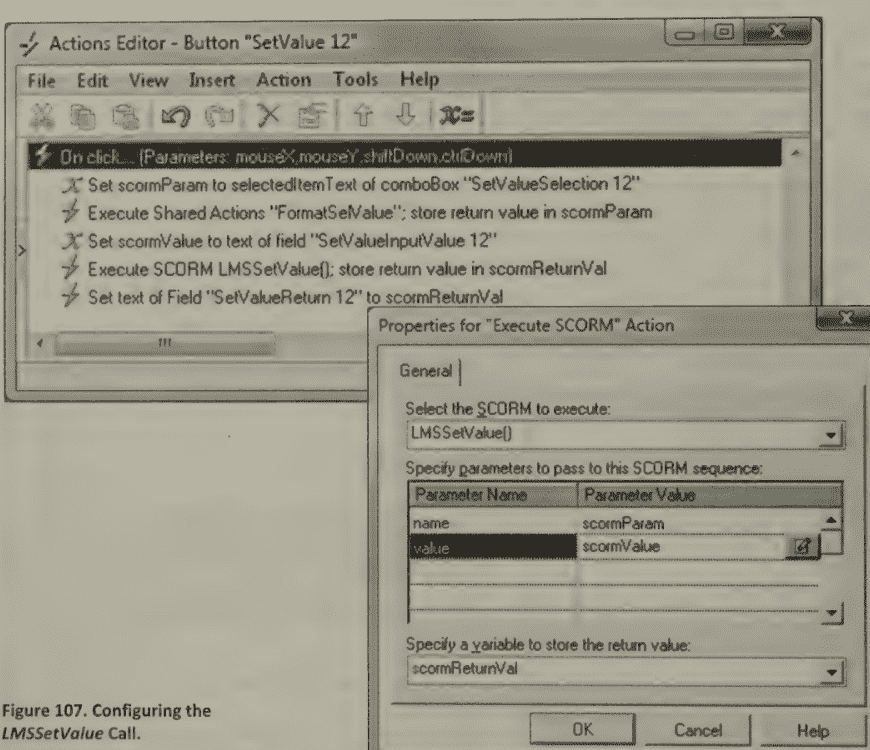 Actions Editor - Button "SetValue 12"
File Edit View Insert Action Tools Help
X=
On click... (Parameters: mouseX,mouseY,shiftDown,ctrlDown)
Set scormParam to selectedItemText of comboBox "SetValueSelection 12"
Execute Shared Actions "FormatSetValue"; store return value in scormParam
Set scormValue to text of field "SetValueInputValue 12"
Execute SCORM LMSSetValue(); store return value in scormReturnVal
Set text of Field "SetValueReturn 12" to scormReturnVal
Properties for "Execute SCORM" Action
General
Select the SCORM to execute:
LMSSetValue()
Specify parameters to pass to this SCORM sequence:
Parameter Name Parameter Value
name scormParam
value scormValue
Specify a variable to store the return value:
scormReturnVal
OK Cancel Help
Figure 107. Configuring the
LMSSetValue Call.